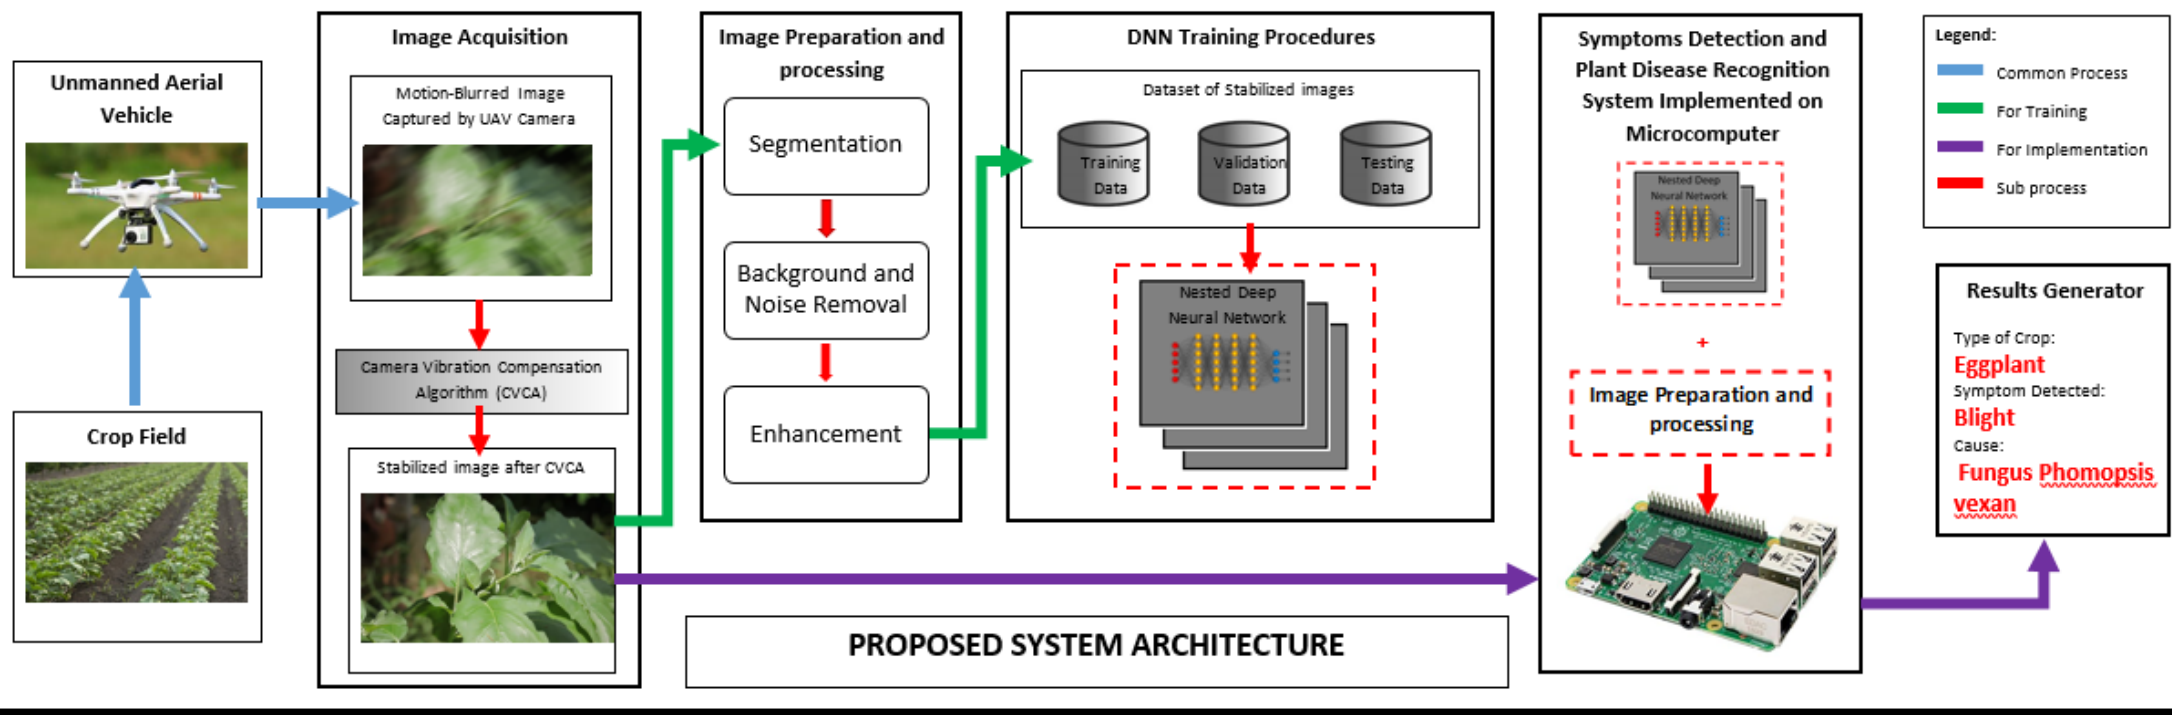 Unmanned Aerial
Vehicle
Crop Field
Image Acquisition
Motion-Blurred Image
Captured by UAV Camera
Camera Vibration Compensation
Algorithm (CVCA)
Stabilized image after CVCA
Image Preparation and
processing
Segmentation
Background and
Noise Removal
Enhancement
DNN Training Procedures
Dataset of Stabilized images
Training
Data
Validation
Data
Testing
Data
Nested Deep
Neural Network
Symptoms Detection and
Plant Disease Recognition
System Implemented on
Microcomputer
Nested Deep
Neural Network
+
Image Preparation and
processing
Legend:
Common Process
For Training
For Implementation
Sub process
Results Generator
Type of Crop:
Eggplant
Symptom Detected:
Blight
Cause:
Fungus Phomopsis
vexan
PROPOSED SYSTEM ARCHITECTURE